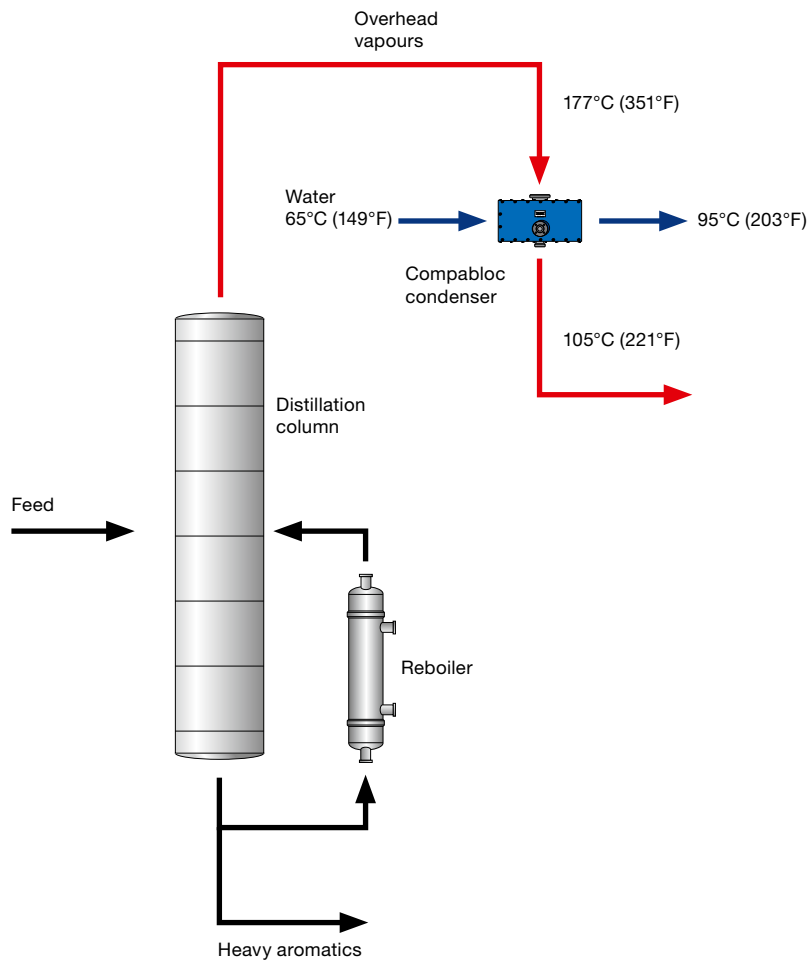 Overhead
vapours
177°C (351°F)
Water
65°C (149°F)
95°C (203°F)
Compabloc
condenser
105°C (221°F)
Distillation
column
Feed
Reboiler
Heavy aromatics